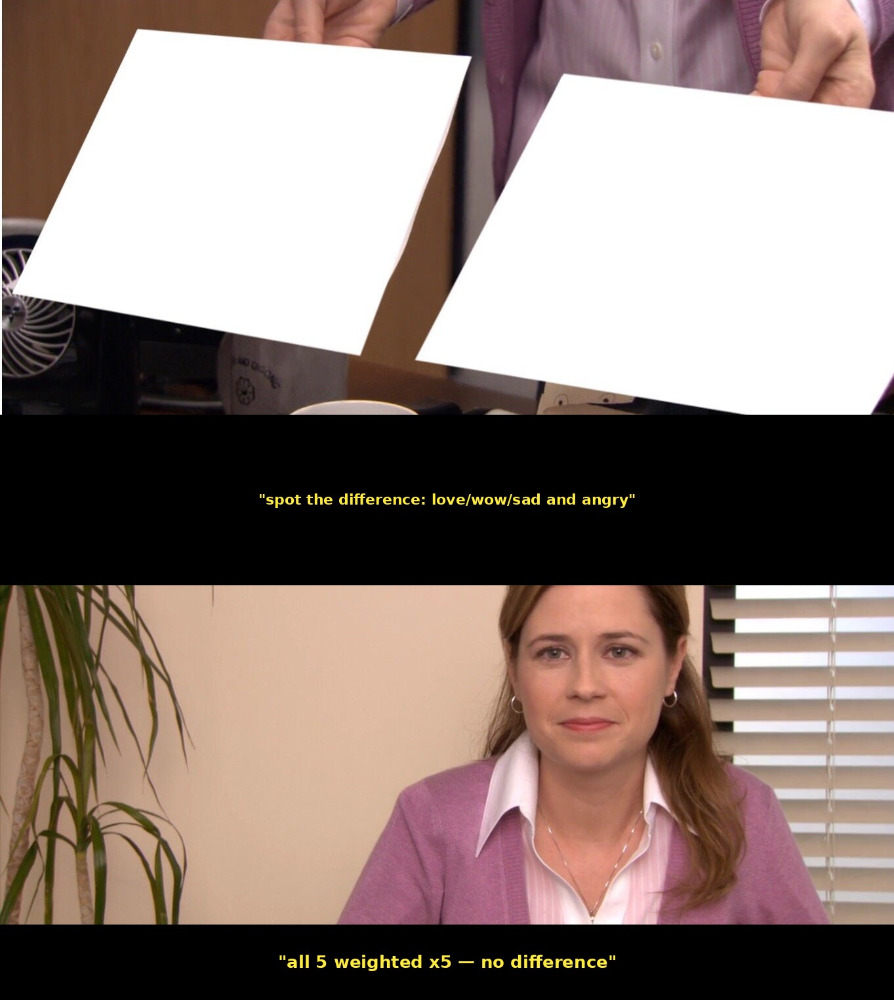 "spot the difference: love/wow/sad and angry"
"all 5 weighted x5 — no difference"